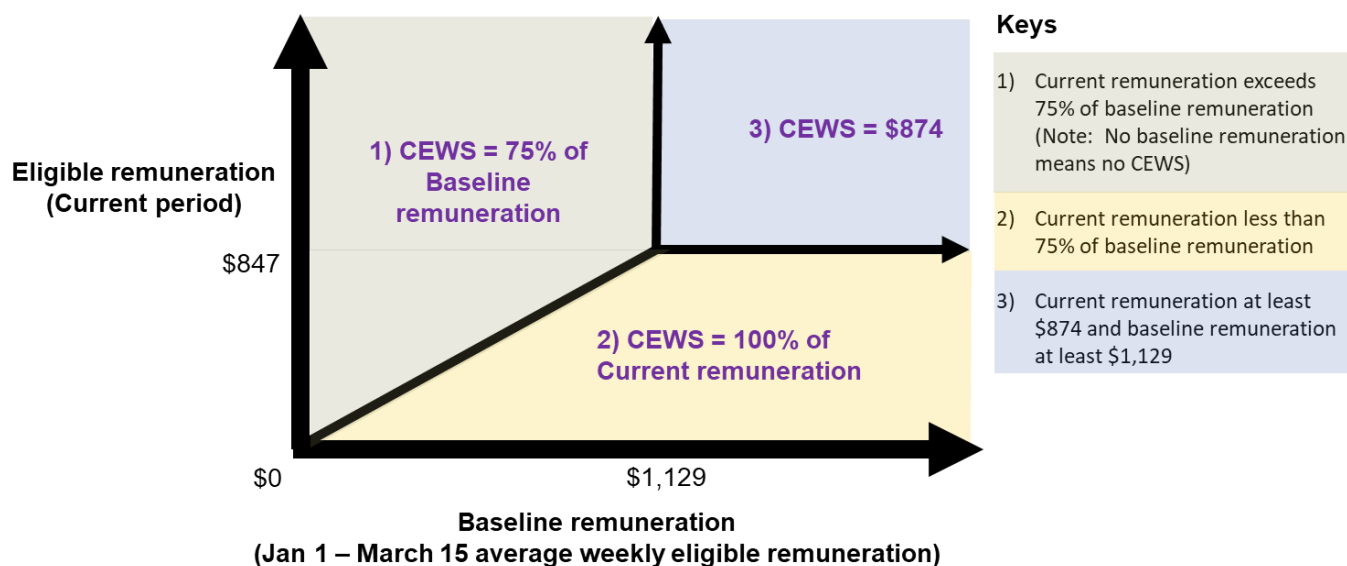 Keys
1) Current remuneration exceeds
75% of baseline remuneration
(Note: No baseline remuneration
means no CEWS)
2) Current remuneration less than
75% of baseline remuneration
3) Current remuneration at least
$874 and baseline remuneration
at least $1,129
Eligible remuneration
(Current period)
1) CEWS = 75% of
Baseline
remuneration
3) CEWS = $874
$847
2) CEWS = 100% of
Current remuneration
$0
$1,129
Baseline remuneration
(Jan 1 – March 15 average weekly eligible remuneration)